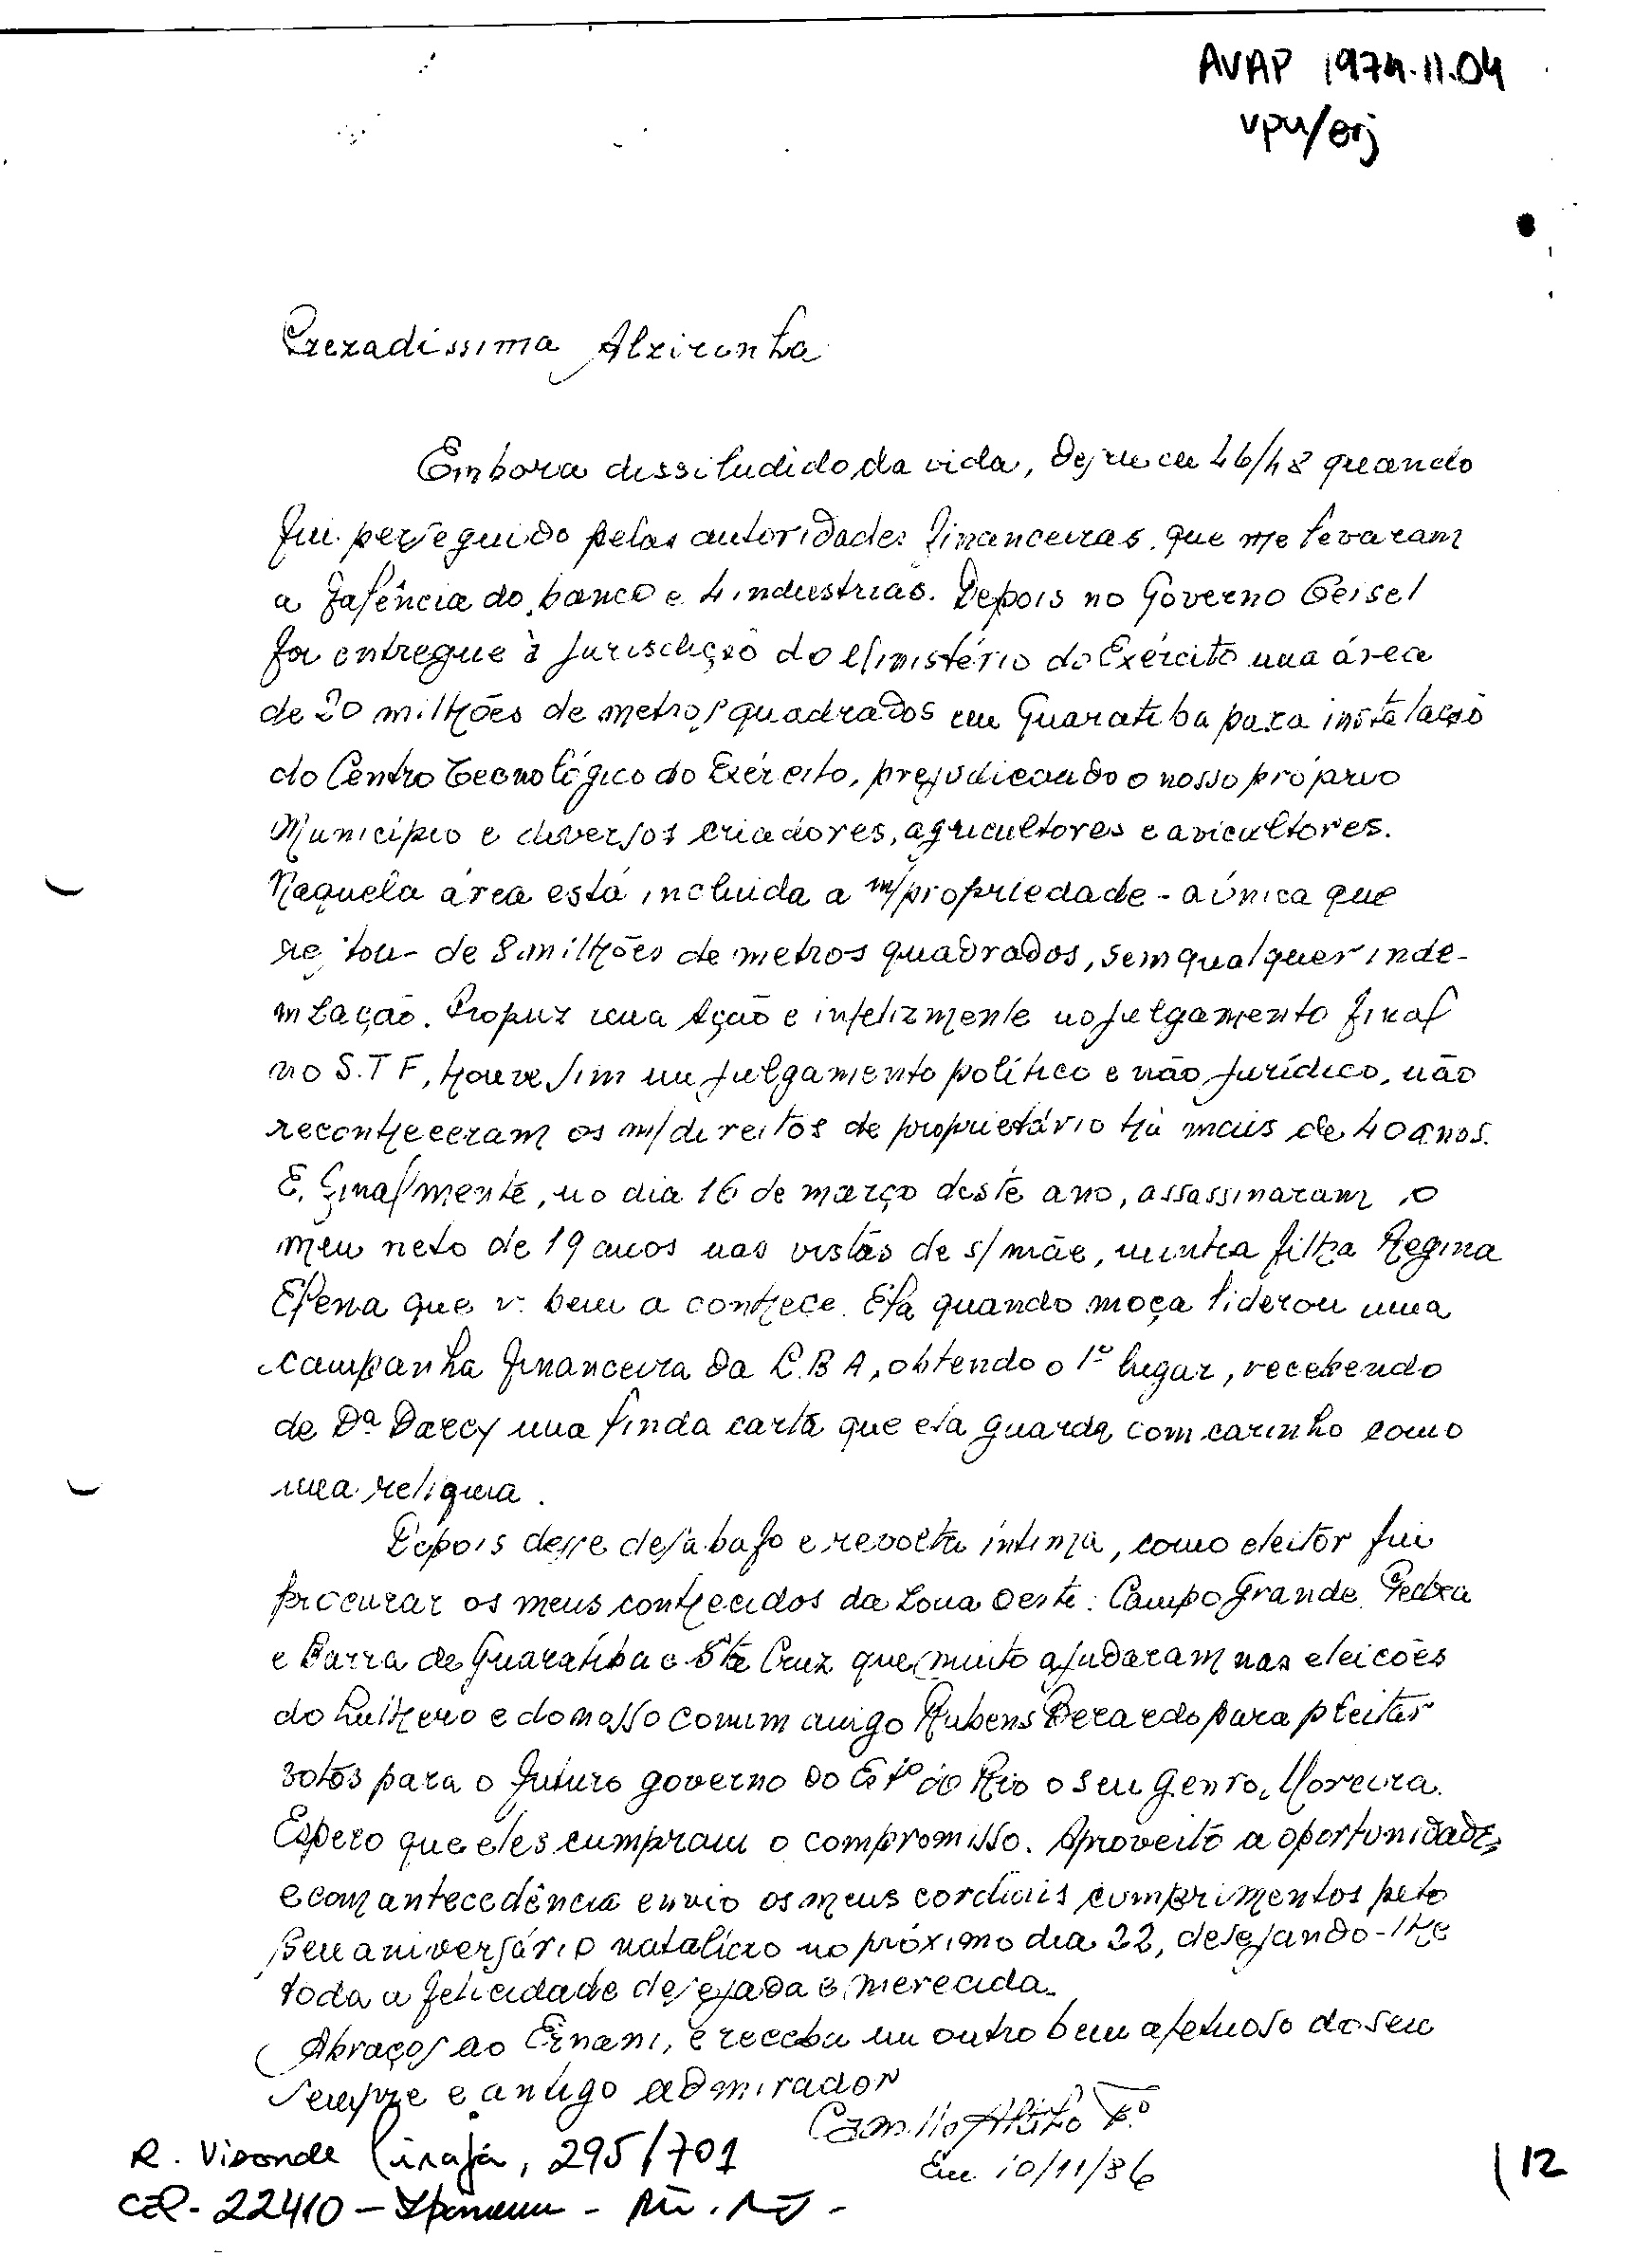 AVAP 1974.11.04
vpu/erj
Prezadissima Alzirinha
Embora dessiludido da vida, em 46/48 quando
fui perseguido pelas autoridades financeiras, que me levaram
a falência do banco e 4 industrias. Depois no Governo Geisel
foi entregue à jurisdição do Ministério do Exército uma área
de 20 milhões de metros quadrados em Guaratiba para instalação
do Centro Tecnológico do Exército, prejudicando o nosso próprio
Município e diversos criadores, agricultores e avicultores.
Naquela área está incluida a m/propriedade - a única que
restou - de 8 milhões de metros quadrados, sem qualquer inde-
nização. Propuz uma Ação e infelizmente no julgamento final
no S.T F, houve sim um julgamento político e não jurídico, não
reconheceram os m/direitos de proprietário há mais de 40 anos.
E, finalmente, no dia 16 de março deste ano, assassinaram o
meu neto de 19 anos nas vistas de s/mãe, minha filha Regina
Elena que v. bem a conhece. Ela quando moça liderou uma
campanha financeira da L.B A, obtendo o 1º lugar, recebendo
de Dª Darcy uma linda carta que ela guarda com carinho como
uma reliquia.
Depois desse desabafo e revolta íntima, como eleitor fui
procurar os meus conhecidos da Zona Oeste: Campo Grande, Pedra
e Barra de Guaratiba e Sta Cruz que muito ajudaram nas eleições
do Luthero e do nosso comum amigo Rubens Berardo para pleitar
votos para o futuro governo do Estº do Rio o seu genro, Moreira.
Espero que eles cumpram o compromisso. Aproveito a oportunidade,
e com antecedência envio os meus cordiais cumprimentos pelo
seu aniversário natalício no próximo dia 22, desejando-lhe
toda a felicidade desejada e merecida.
Abraços ao Ernani, e receba um outro bem afetuoso do seu
sempre e antigo admirador
Camillo Fº
Em 10/11/86
R. Visconde Pirajá, 295/701
CEP - 22410 - Ipanema - Rio. RJ -
12